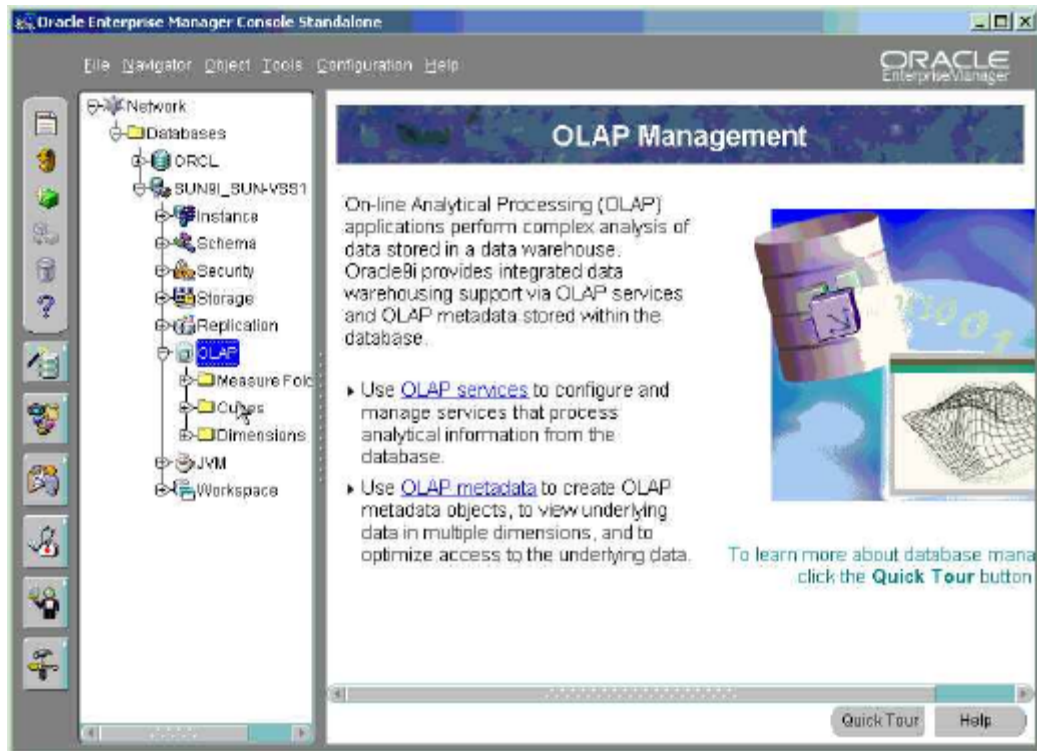 Oracle Enterprise Manager Console Standalone
File Navigator Object Tools Configuration Help
ORACLE
EnterpriseManager
Network
Databases
ORCL
SUN9I_SUN-VSS1
Instance
Schema
Security
Storage
Replication
OLAP
Measure Fold
Cubes
Dimensions
JVM
Workspace
OLAP Management
On-line Analytical Processing (OLAP)
applications perform complex analysis of
data stored in a data warehouse.
Oracle9i provides integrated data
warehousing support via OLAP services
and OLAP metadata stored within the
database.
Use OLAP services to configure and
manage services that process
analytical information from the
database.
Use OLAP metadata to create OLAP
metadata objects, to view underlying
data in multiple dimensions, and to
optimize access to the underlying data.
To learn more about database mana
click the Quick Tour button
Quick Tour Help